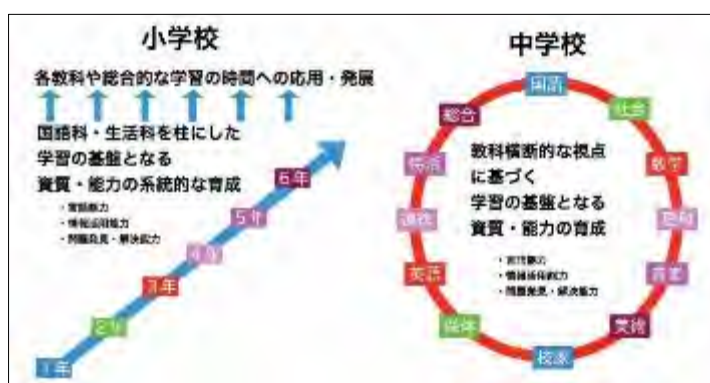 小学校
各教科や総合的な学習の時間への応用・発展
国語科・生活科を柱にした
学習の基盤となる
資質・能力の系統的な育成
・言語能力
・情報活用能力
・問題発見・解決能力
6年
5年
4年
3年
2年
1年
中学校
国語
社会
数学
理科
音楽
美術
技家
保体
英語
道徳
特活
総合
教科横断的な視点
に基づく
学習の基盤となる
資質・能力の育成
・言語能力
・情報活用能力
・問題発見・解決能力